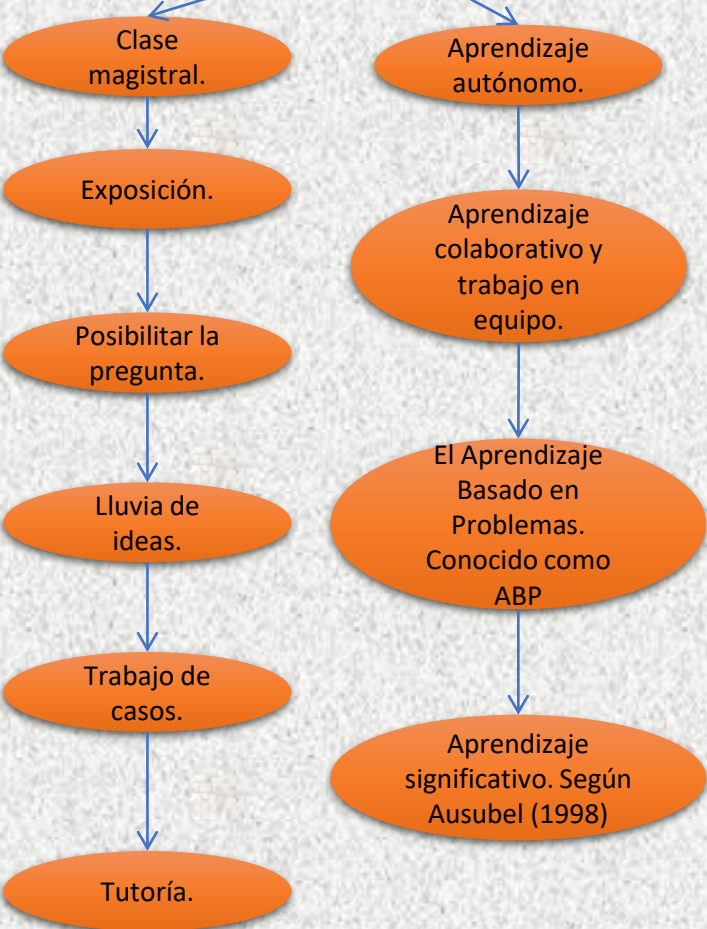 Clase
magistral.
Exposición.
Posibilitar la
pregunta.
Lluvia de
ideas.
Trabajo de
casos.
Tutoría.
Aprendizaje
autónomo.
Aprendizaje
colaborativo y
trabajo en
equipo.
El Aprendizaje
Basado en
Problemas.
Conocido como
ABP
Aprendizaje
significativo. Según
Ausubel (1998)